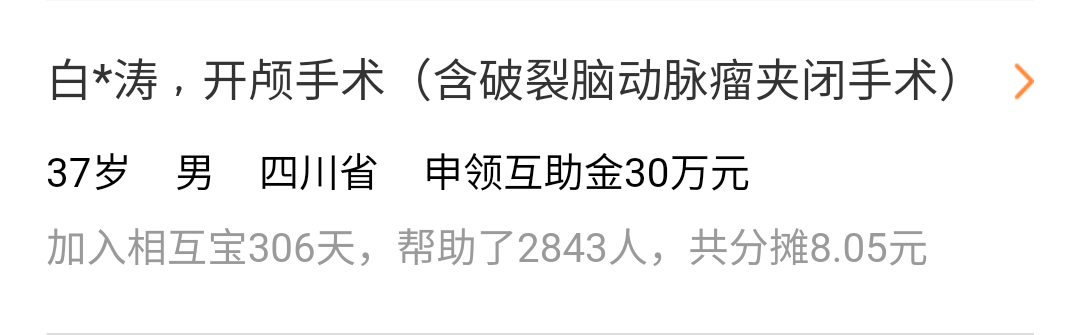 白*涛，开颅手术（含破裂脑动脉瘤夹闭手术）
37岁 男 四川省 申领互助金30万元
加入相互宝306天，帮助了2843人，共分摊8.05元